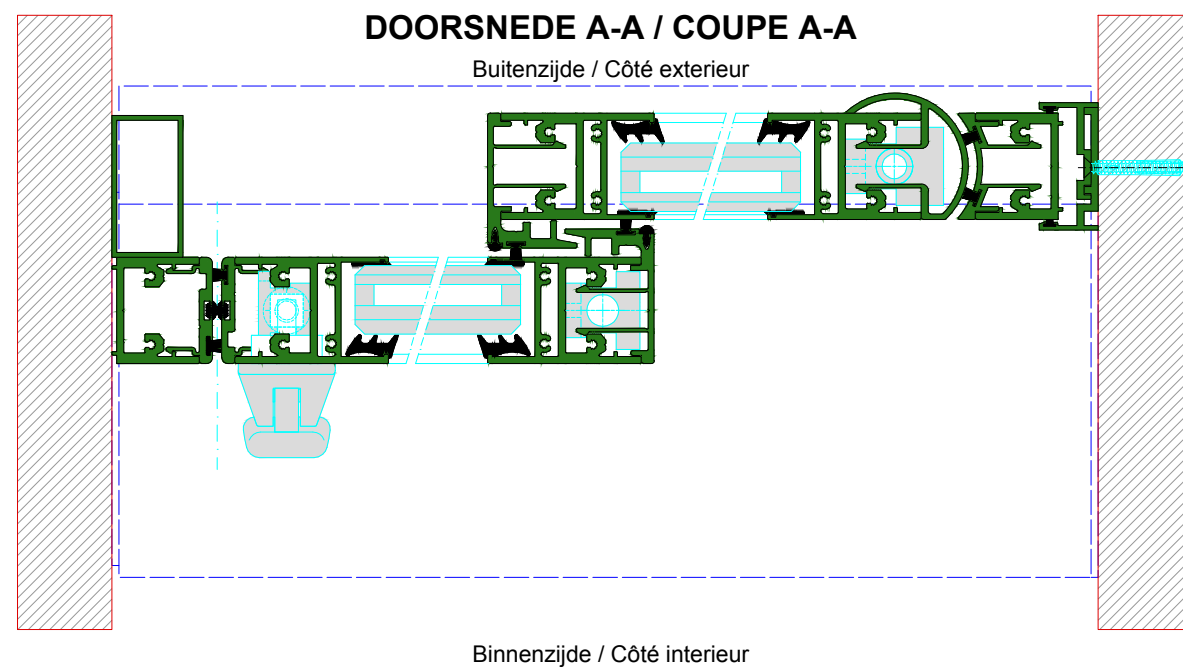 DOORSNEDE A-A / COUPE A-A
Buitenzijde / Côté exterieur
Binnenzijde / Côté interieur